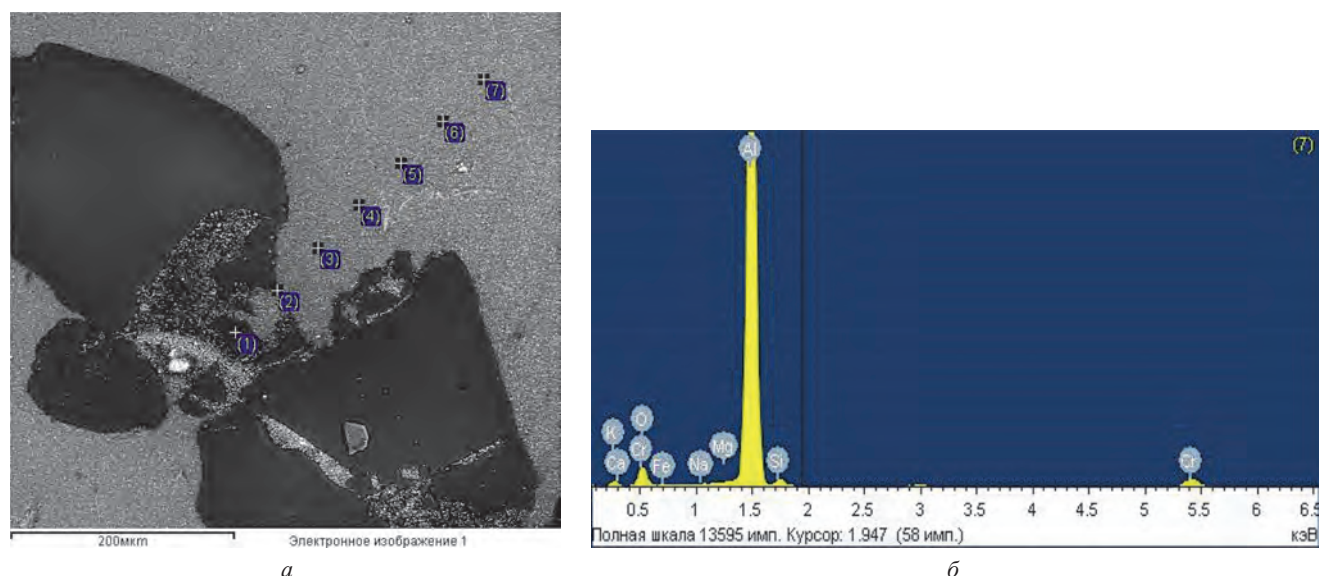 (7)
(6)
(5)
(4)
(3)
(2)
(1)
200мкm Электронное изображение 1
а
(7)
Al
K O
Ca Cr Fe Na Mg Si Cr
0.5 1 1.5 2 2.5 3 3.5 4 4.5 5 5.5 6 6.5
Полная шкала 13595 имп. Курсор: 1.947 (58 имп.) кэВ
б